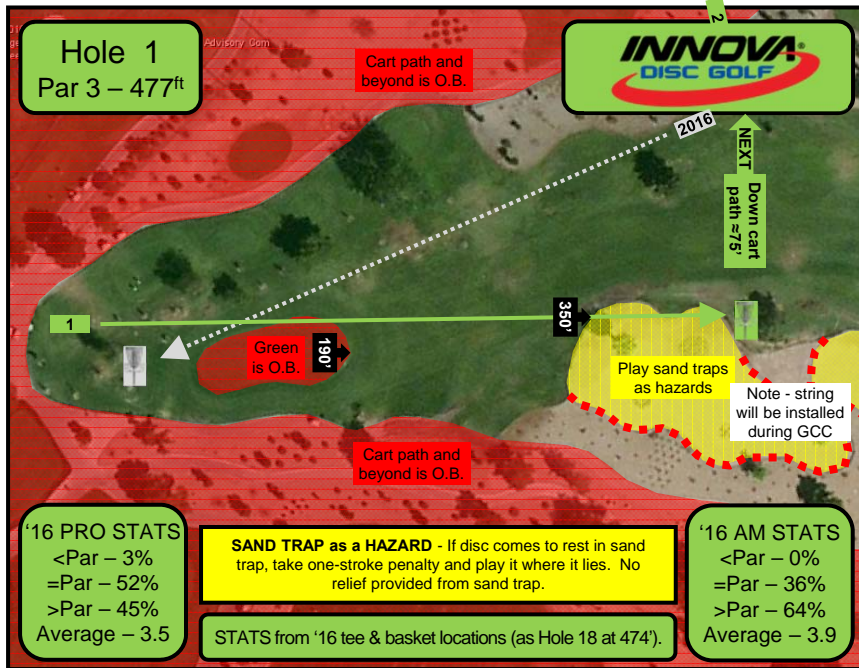 Hole 1
Par 3 – 477ft
Advisory Com
Cart path and
beyond is O.B.
2
INNOVA®
DISC GOLF
2016
NEXT
Down cart
path ≈75'
1
350'
190'
Green
is O.B.
Play sand traps
as hazards
Note - string
will be installed
during GCC
Cart path and
beyond is O.B.
'16 PRO STATS
<Par – 3%
=Par – 52%
>Par – 45%
Average – 3.5
SAND TRAP as a HAZARD - If disc comes to rest in sand
trap, take one-stroke penalty and play it where it lies. No
relief provided from sand trap.
STATS from '16 tee & basket locations (as Hole 18 at 474').
'16 AM STATS
<Par – 0%
=Par – 36%
>Par – 64%
Average – 3.9